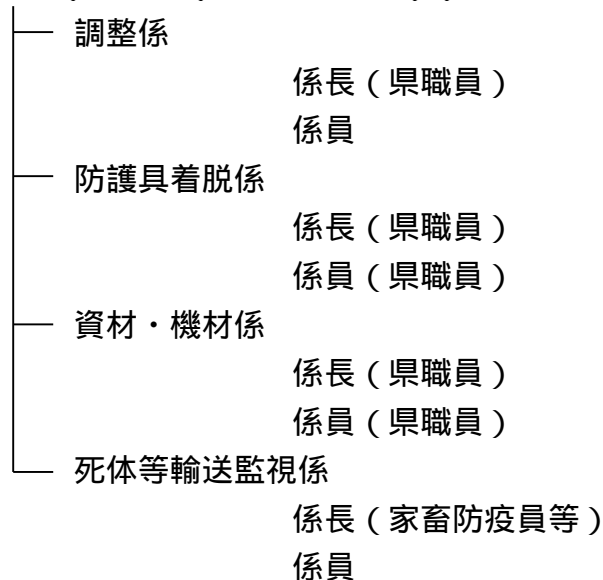 調整係
係長（県職員）
係員
防護具着脱係
係長（県職員）
係員（県職員）
資材・機材係
係長（県職員）
係員（県職員）
死体等輸送監視係
係長（家畜防疫員等）
係員